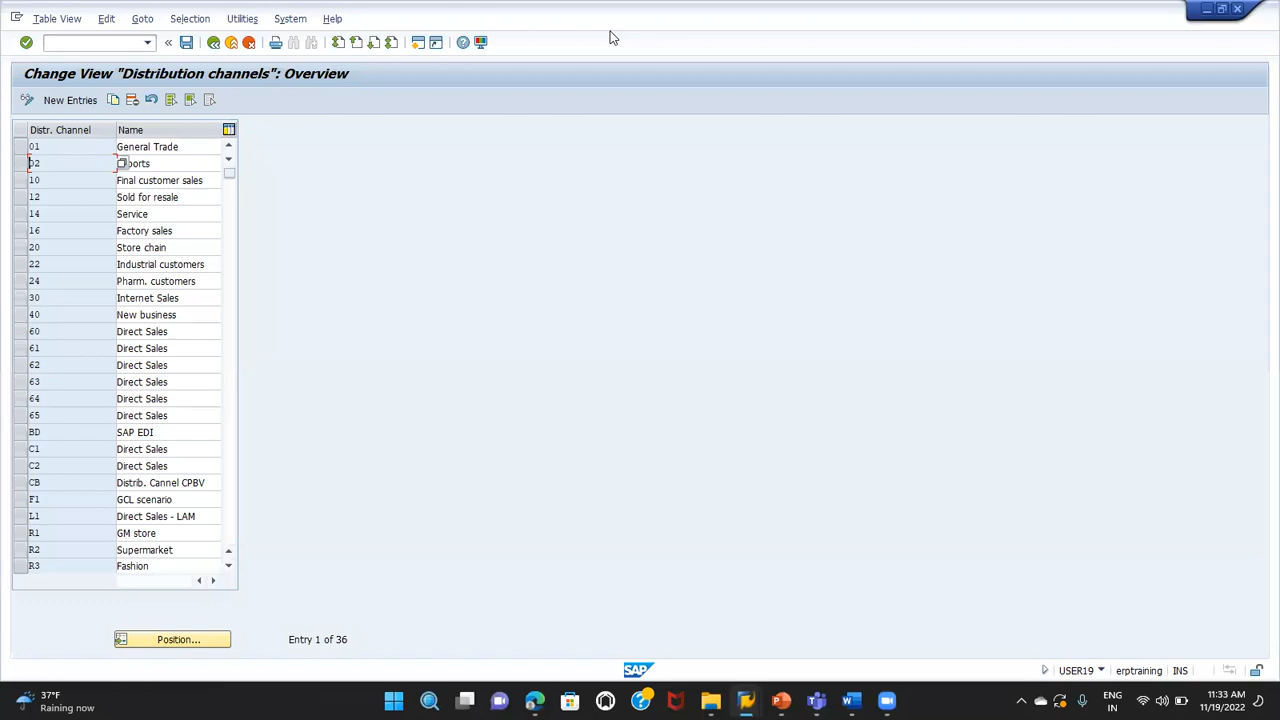 Table View Edit Goto Selection Utilities System Help
Change View "Distribution channels": Overview
New Entries
Distr. Channel Name
01 General Trade
02 ports
10 Final customer sales
12 Sold for resale
14 Service
16 Factory sales
20 Store chain
22 Industrial customers
24 Pharm. customers
30 Internet Sales
40 New business
60 Direct Sales
61 Direct Sales
62 Direct Sales
63 Direct Sales
64 Direct Sales
65 Direct Sales
BD SAP EDI
C1 Direct Sales
C2 Direct Sales
CB Distrib. Cannel CPBV
F1 GCL scenario
L1 Direct Sales - LAM
R1 GM store
R2 Supermarket
R3 Fashion
Position... Entry 1 of 36
SAP USER19 erptraining INS
37°F
Raining now
ENG
IN
11:33 AM
11/19/2022